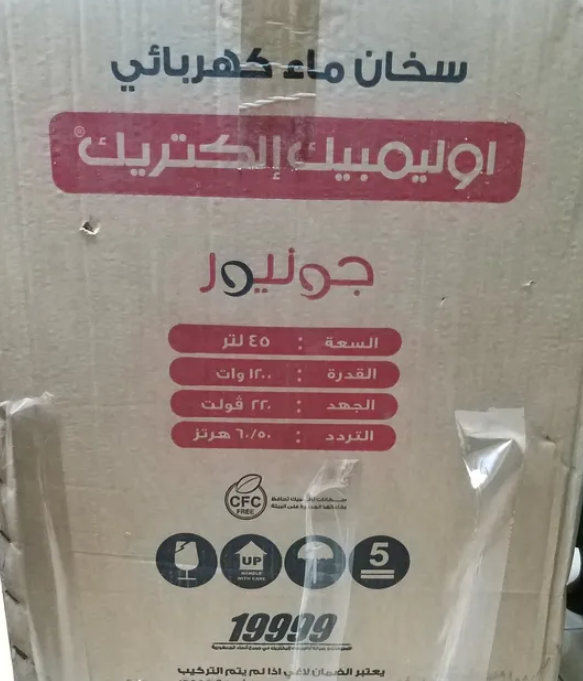 سخان ماء كهربائي
اوليمبيك إلكتريك®
جونيور
السعة : ٤٥ لتر
القدرة : ١٢٠٠ وات
الجهد : ٢٢٠ ڤولت
التردد : ٦٠/٥٠ هرتز
CFC
FREE
UP
HANDLE
WITH CARE
5
19999
يعتبر الضمان لاغي اذا لم يتم التركيب